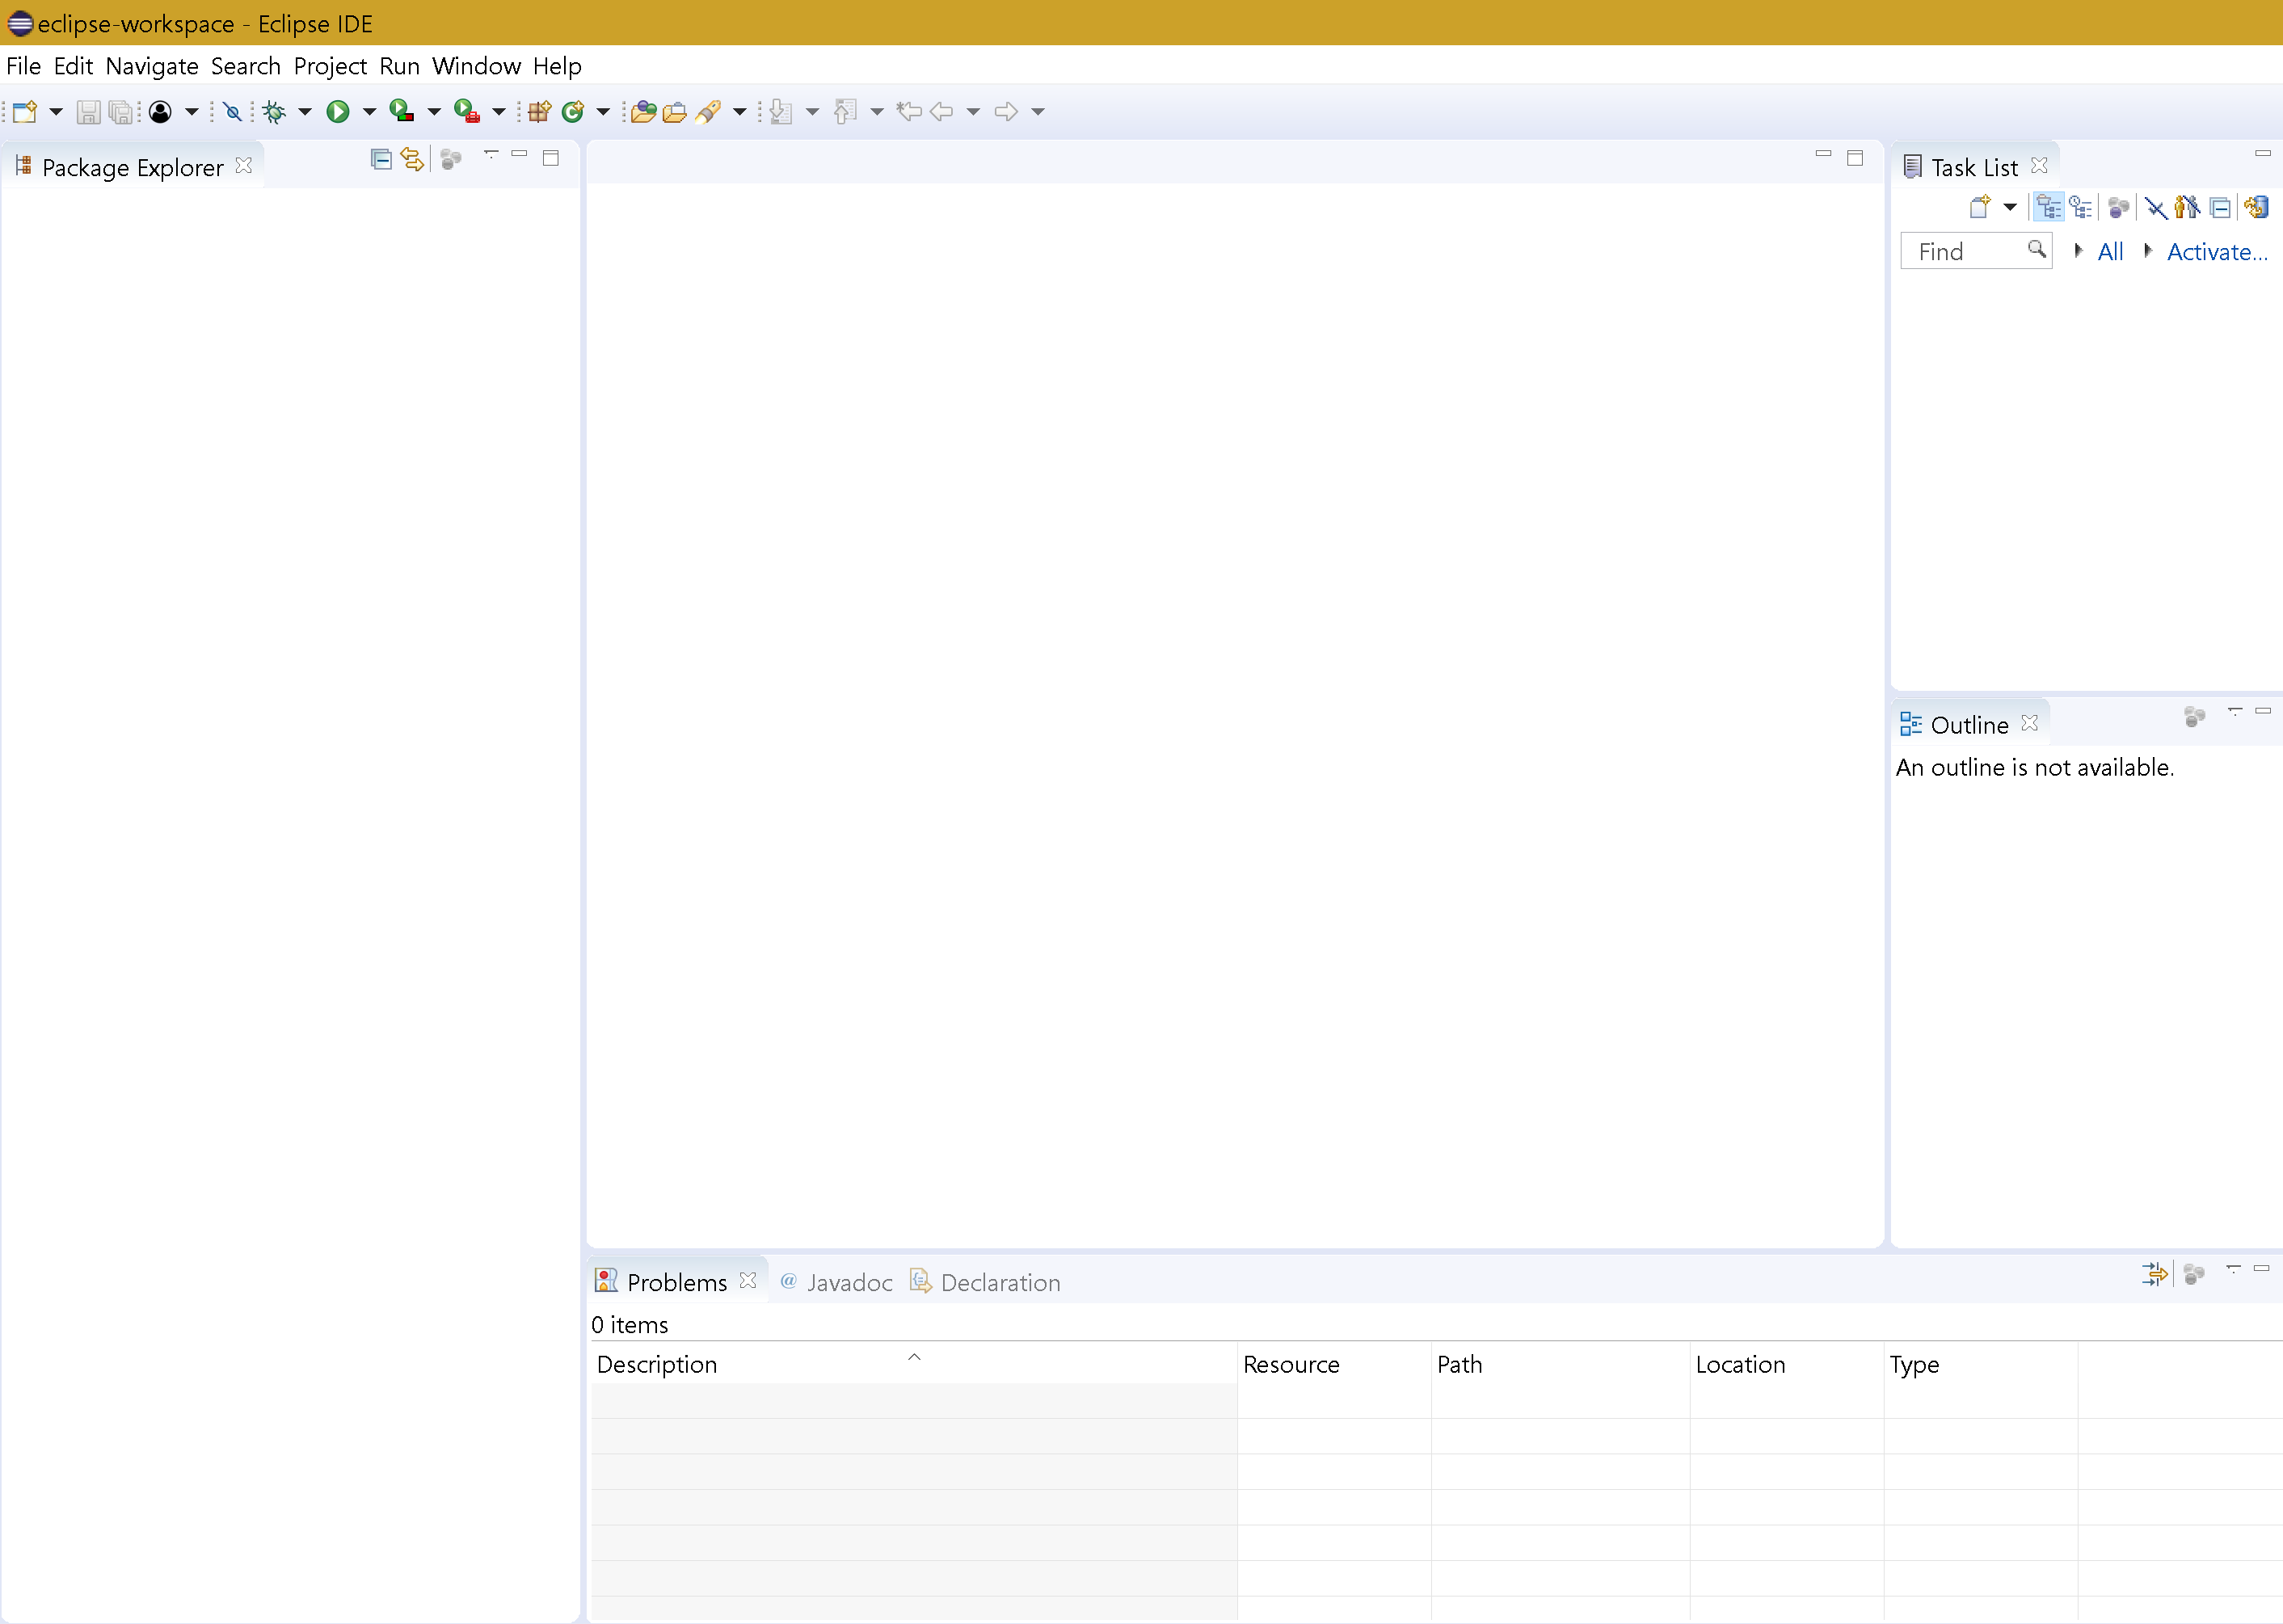 eclipse-workspace - Eclipse IDE
File Edit Navigate Search Project Run Window Help
Package Explorer
Task List
Find All Activate...
Outline
An outline is not available.
Problems @ Javadoc Declaration
0 items
Description Resource Path Location Type